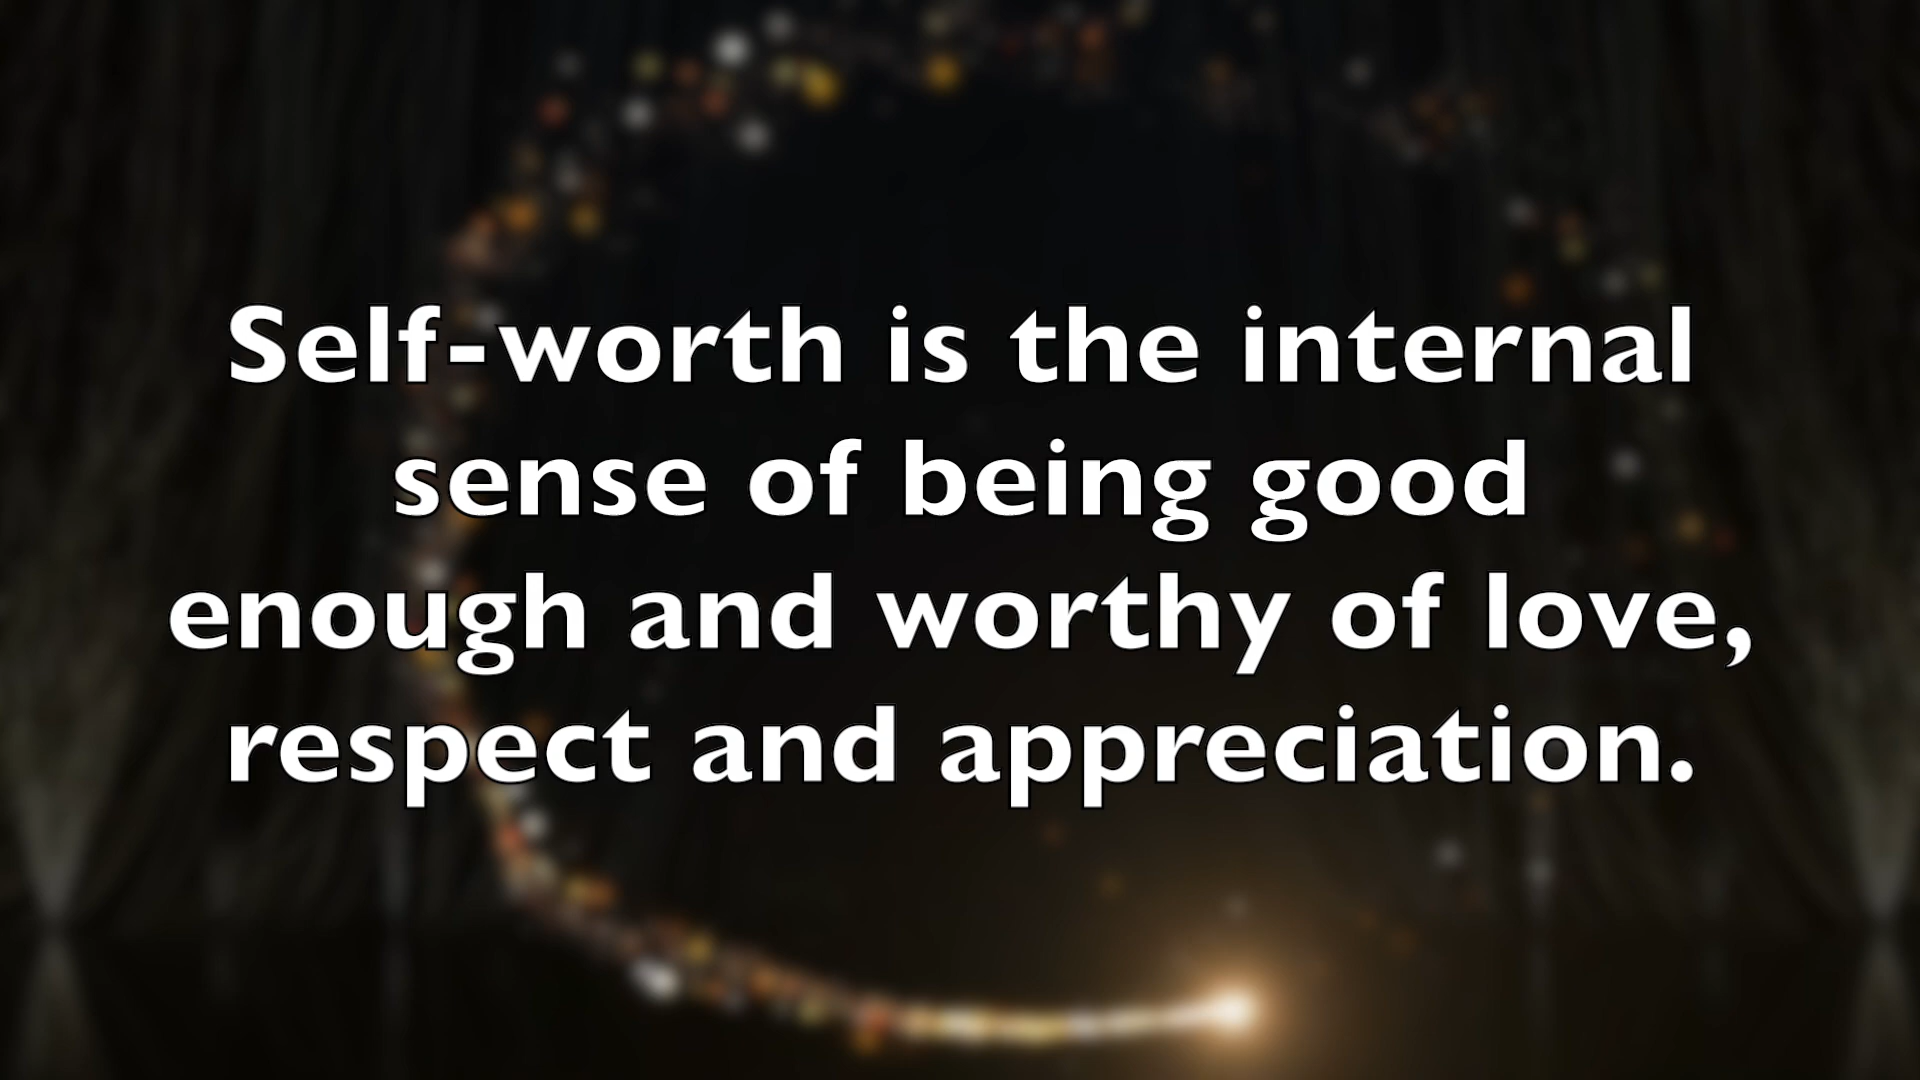 Self-worth is the internal
sense of being good
enough and worthy of love,
respect and appreciation.